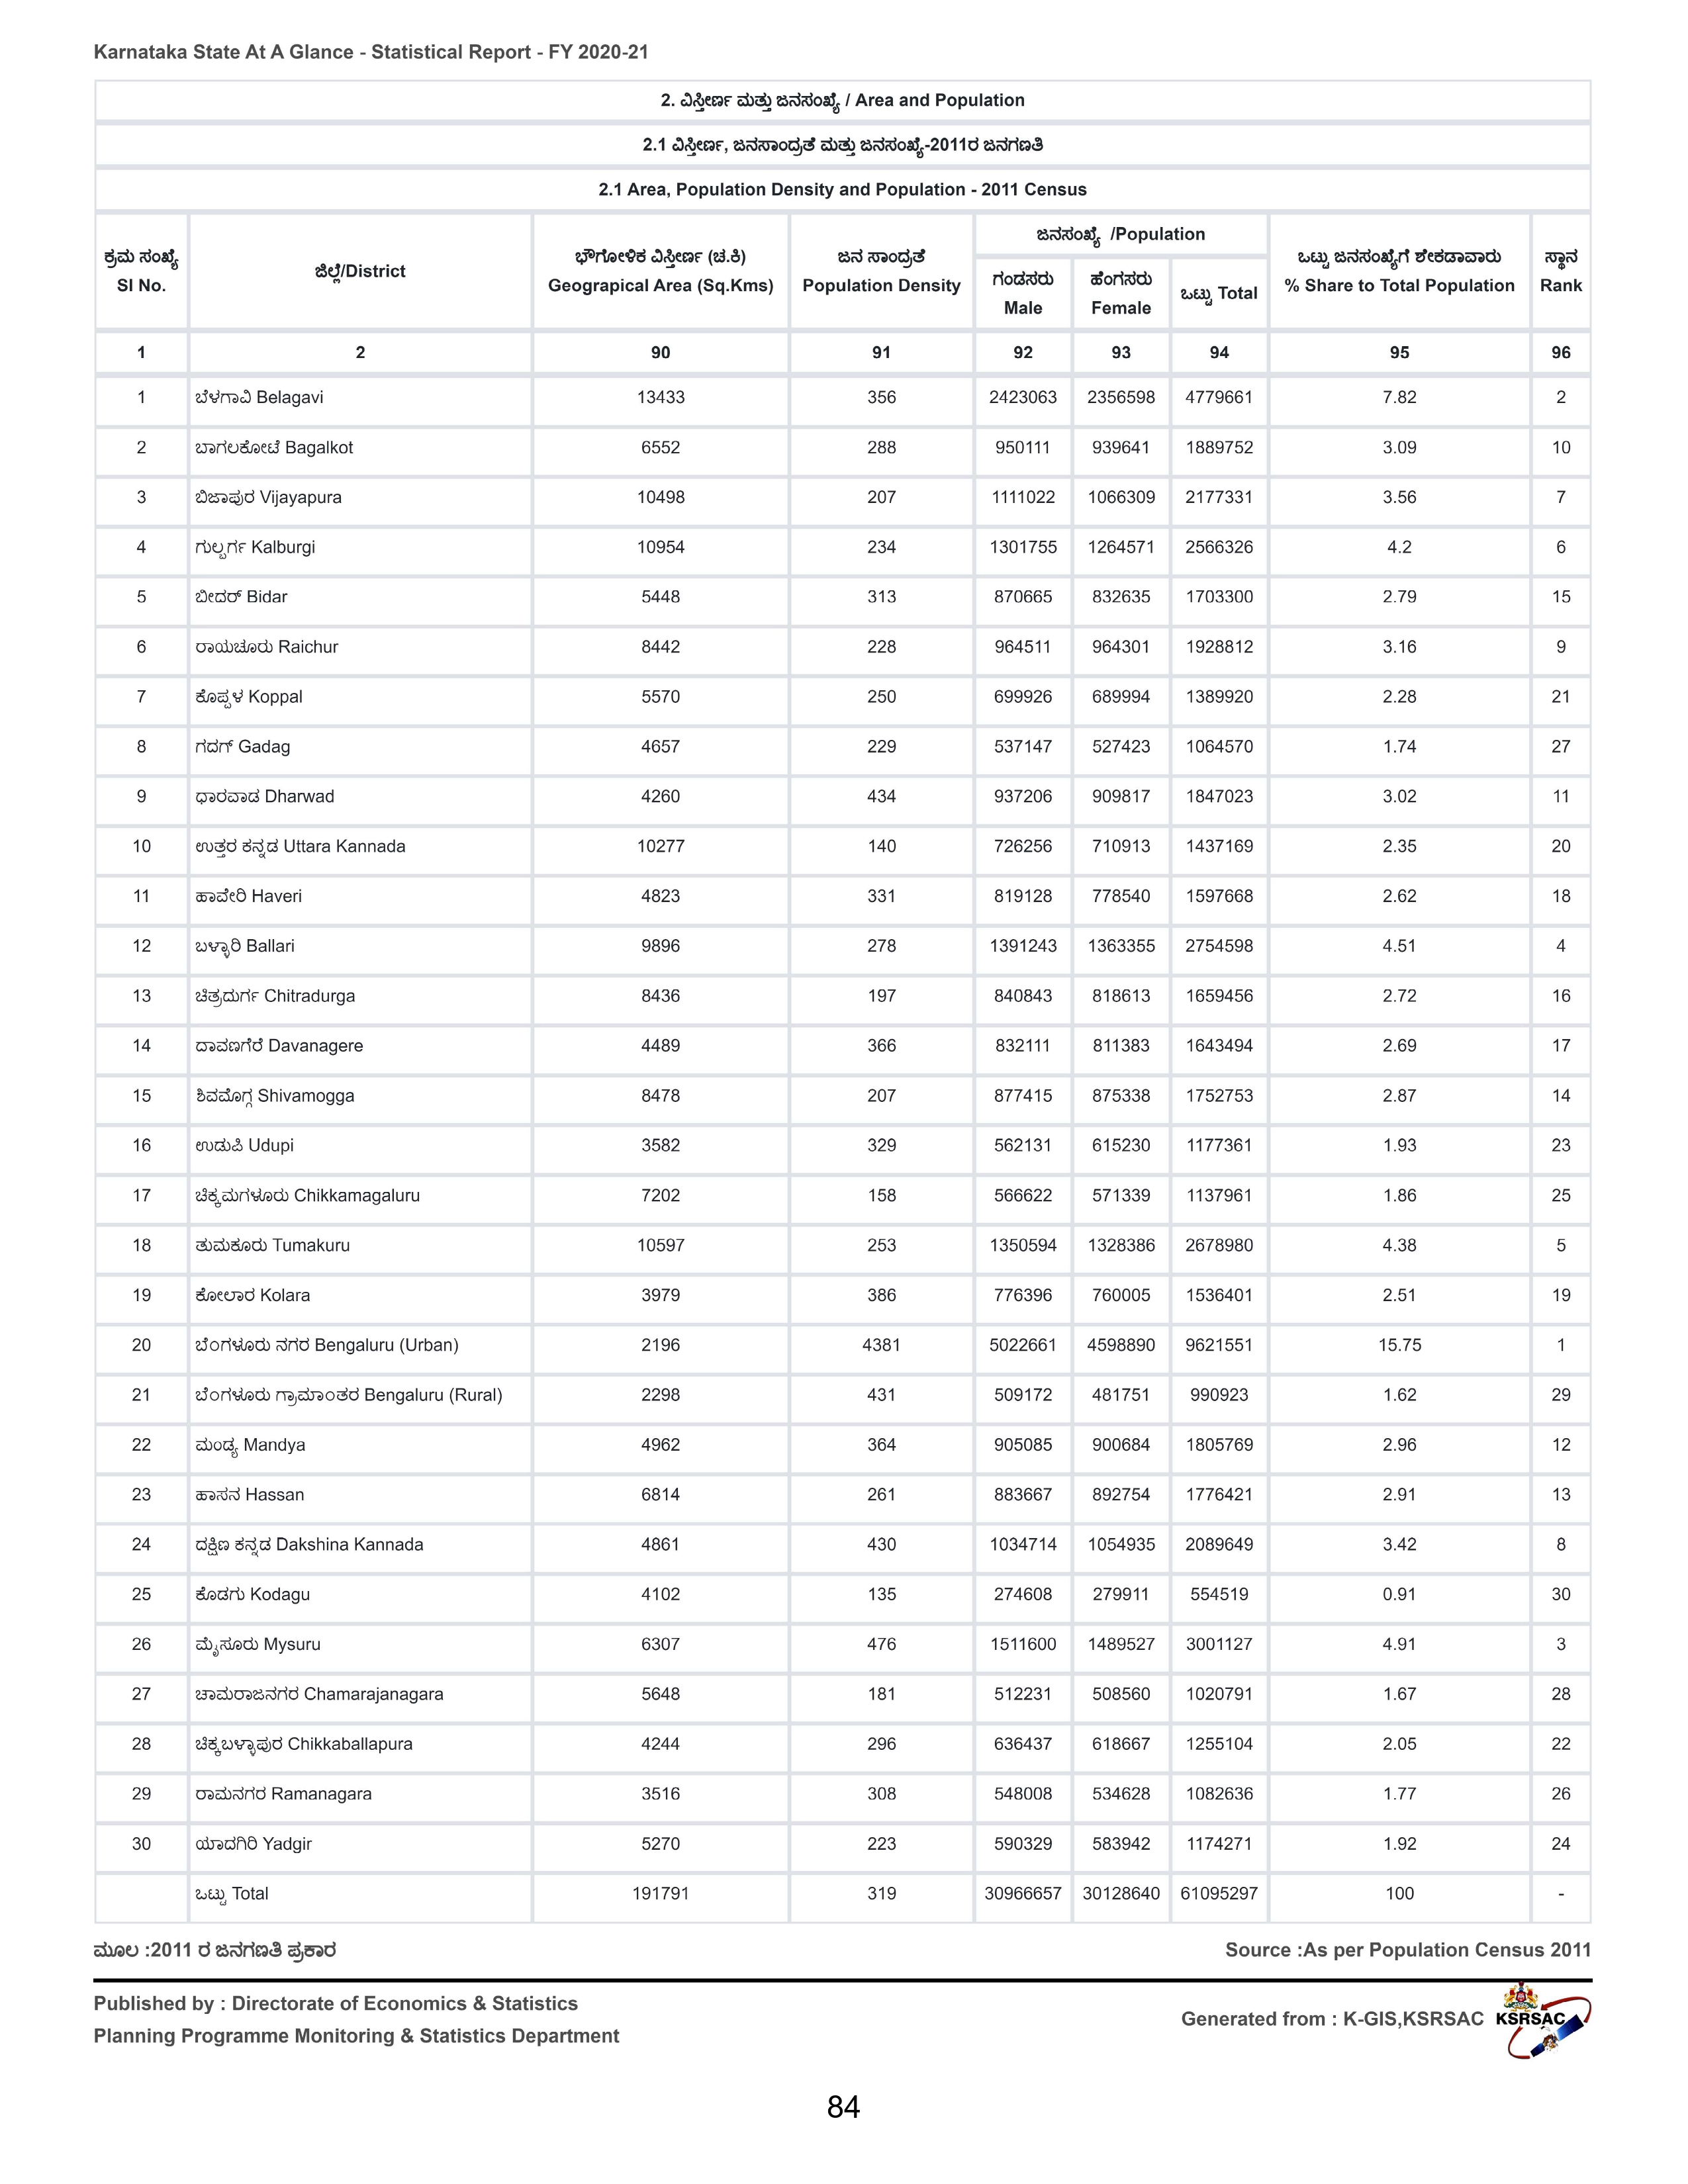 Karnataka State At A Glance - Statistical Report - FY 2020-21
2. ವಿಸ್ತೀರ್ಣ ಮತ್ತು ಜನಸಂಖ್ಯೆ / Area and Population
2.1 ವಿಸ್ತೀರ್ಣ, ಜನಸಾಂದ್ರತೆ ಮತ್ತು ಜನಸಂಖ್ಯೆ-2011ರ ಜನಗಣತಿ
2.1 Area, Population Density and Population - 2011 Census
ಕ್ರಮ ಸಂಖ್ಯೆ Sl No. ಜಿಲ್ಲೆ/District ಭೌಗೋಳಿಕ ವಿಸ್ತೀರ್ಣ (ಚ.ಕಿ) Geograpical Area (Sq.Kms) ಜನ ಸಾಂದ್ರತೆ Population Density ಜನಸಂಖ್ಯೆ /Population ಒಟ್ಟು ಜನಸಂಖ್ಯೆಗೆ ಶೇಕಡಾವಾರು % Share to Total Population ಸ್ಥಾನ Rank
ಗಂಡಸರು Male ಹೆಂಗಸರು Female ಒಟ್ಟು Total
1 2 90 91 92 93 94 95 96
1 ಬೆಳಗಾವಿ Belagavi 13433 356 2423063 2356598 4779661 7.82 2
2 ಬಾಗಲಕೋಟೆ Bagalkot 6552 288 950111 939641 1889752 3.09 10
3 ಬಿಜಾಪುರ Vijayapura 10498 207 1111022 1066309 2177331 3.56 7
4 ಗುಲ್ಬರ್ಗ Kalburgi 10954 234 1301755 1264571 2566326 4.2 6
5 ಬೀದರ್ Bidar 5448 313 870665 832635 1703300 2.79 15
6 ರಾಯಚೂರು Raichur 8442 228 964511 964301 1928812 3.16 9
7 ಕೊಪ್ಪಳ Koppal 5570 250 699926 689994 1389920 2.28 21
8 ಗದಗ್ Gadag 4657 229 537147 527423 1064570 1.74 27
9 ಧಾರವಾಡ Dharwad 4260 434 937206 909817 1847023 3.02 11
10 ಉತ್ತರ ಕನ್ನಡ Uttara Kannada 10277 140 726256 710913 1437169 2.35 20
11 ಹಾವೇರಿ Haveri 4823 331 819128 778540 1597668 2.62 18
12 ಬಳ್ಳಾರಿ Ballari 9896 278 1391243 1363355 2754598 4.51 4
13 ಚಿತ್ರದುರ್ಗ Chitradurga 8436 197 840843 818613 1659456 2.72 16
14 ದಾವಣಗೆರೆ Davanagere 4489 366 832111 811383 1643494 2.69 17
15 ಶಿವಮೊಗ್ಗ Shivamogga 8478 207 877415 875338 1752753 2.87 14
16 ಉಡುಪಿ Udupi 3582 329 562131 615230 1177361 1.93 23
17 ಚಿಕ್ಕಮಗಳೂರು Chikkamagaluru 7202 158 566622 571339 1137961 1.86 25
18 ತುಮಕೂರು Tumakuru 10597 253 1350594 1328386 2678980 4.38 5
19 ಕೋಲಾರ Kolara 3979 386 776396 760005 1536401 2.51 19
20 ಬೆಂಗಳೂರು ನಗರ Bengaluru (Urban) 2196 4381 5022661 4598890 9621551 15.75 1
21 ಬೆಂಗಳೂರು ಗ್ರಾಮಾಂತರ Bengaluru (Rural) 2298 431 509172 481751 990923 1.62 29
22 ಮಂಡ್ಯ Mandya 4962 364 905085 900684 1805769 2.96 12
23 ಹಾಸನ Hassan 6814 261 883667 892754 1776421 2.91 13
24 ದಕ್ಷಿಣ ಕನ್ನಡ Dakshina Kannada 4861 430 1034714 1054935 2089649 3.42 8
25 ಕೊಡಗು Kodagu 4102 135 274608 279911 554519 0.91 30
26 ಮೈಸೂರು Mysuru 6307 476 1511600 1489527 3001127 4.91 3
27 ಚಾಮರಾಜನಗರ Chamarajanagara 5648 181 512231 508560 1020791 1.67 28
28 ಚಿಕ್ಕಬಳ್ಳಾಪುರ Chikkaballapura 4244 296 636437 618667 1255104 2.05 22
29 ರಾಮನಗರ Ramanagara 3516 308 548008 534628 1082636 1.77 26
30 ಯಾದಗಿರಿ Yadgir 5270 223 590329 583942 1174271 1.92 24
ಒಟ್ಟು Total 191791 319 30966657 30128640 61095297 100 -
ಮೂಲ :2011 ರ ಜನಗಣತಿ ಪ್ರಕಾರ Source :As per Population Census 2011
Published by : Directorate of Economics & Statistics
Planning Programme Monitoring & Statistics Department
Generated from : K-GIS,KSRSAC KSRSAC
84